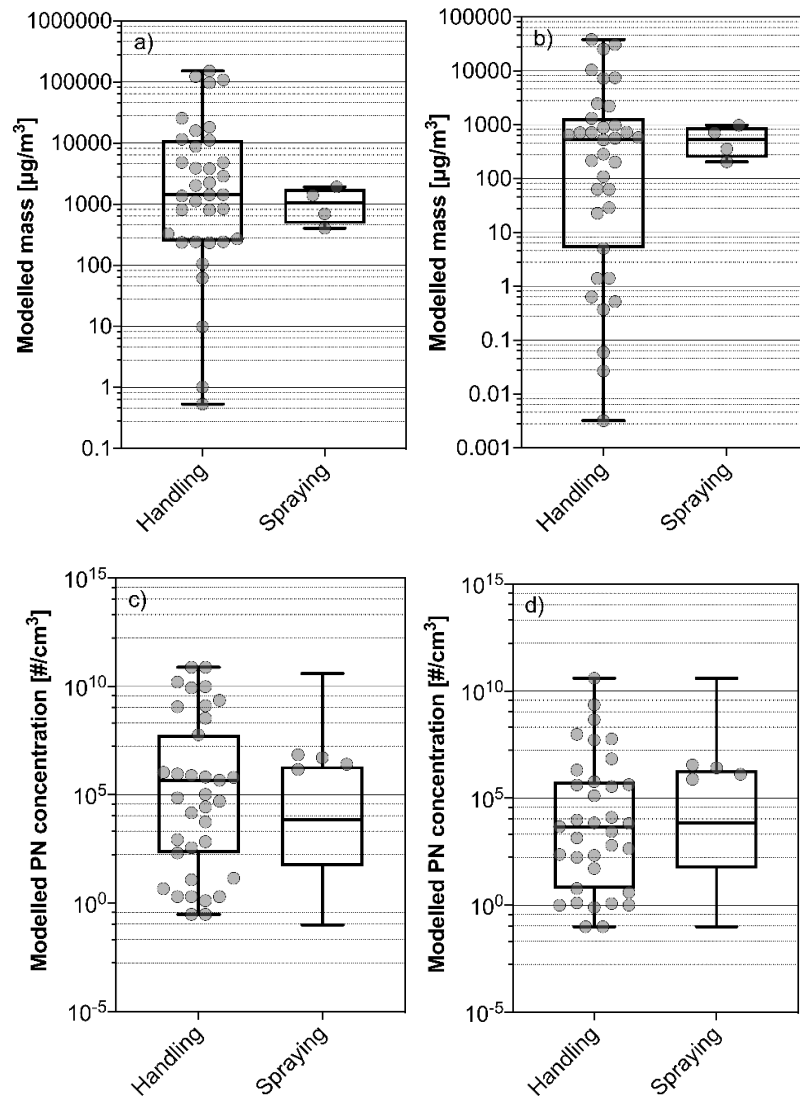 a)
Modelled mass [µg/m³]
1000000
100000
10000
1000
100
10
1
0.1
Handling
Spraying
b)
Modelled mass [µg/m³]
100000
10000
1000
100
10
1
0.1
0.01
0.001
Handling
Spraying
c)
Modelled PN concentration [#/cm³]
10¹⁵
10¹⁰
10⁵
10⁰
10⁻⁵
Handling
Spraying
d)
Modelled PN concentration [#/cm³]
10¹⁵
10¹⁰
10⁵
10⁰
10⁻⁵
Handling
Spraying